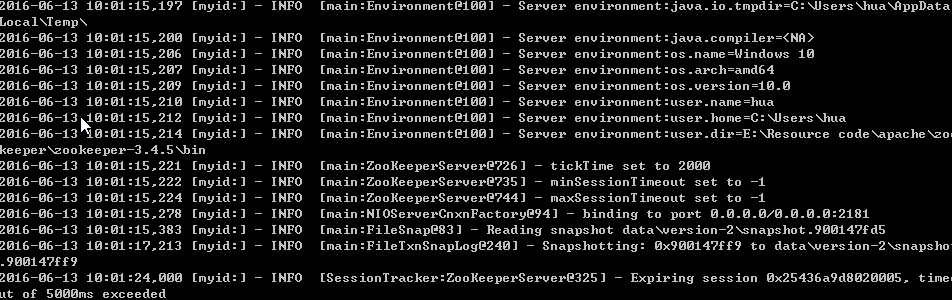 2016-06-13 10:01:15,197 [myid:] - INFO  [main:Environment@100] - Server environment:java.io.tmpdir=C:\Users\hua\AppData
Local\Temp\
2016-06-13 10:01:15,200 [myid:] - INFO  [main:Environment@100] - Server environment:java.compiler=<NA>
2016-06-13 10:01:15,206 [myid:] - INFO  [main:Environment@100] - Server environment:os.name=Windows 10
2016-06-13 10:01:15,207 [myid:] - INFO  [main:Environment@100] - Server environment:os.arch=amd64
2016-06-13 10:01:15,209 [myid:] - INFO  [main:Environment@100] - Server environment:os.version=10.0
2016-06-13 10:01:15,210 [myid:] - INFO  [main:Environment@100] - Server environment:user.name=hua
2016-06-13 10:01:15,212 [myid:] - INFO  [main:Environment@100] - Server environment:user.home=C:\Users\hua
2016-06-13 10:01:15,214 [myid:] - INFO  [main:Environment@100] - Server environment:user.dir=E:\Resource code\apache\zoo
keeper\zookeeper-3.4.5\bin
2016-06-13 10:01:15,221 [myid:] - INFO  [main:ZooKeeperServer@726] - tickTime set to 2000
2016-06-13 10:01:15,222 [myid:] - INFO  [main:ZooKeeperServer@735] - minSessionTimeout set to -1
2016-06-13 10:01:15,224 [myid:] - INFO  [main:ZooKeeperServer@744] - maxSessionTimeout set to -1
2016-06-13 10:01:15,278 [myid:] - INFO  [main:NIOServerCnxnFactory@94] - binding to port 0.0.0.0/0.0.0.0:2181
2016-06-13 10:01:15,383 [myid:] - INFO  [main:FileSnap@83] - Reading snapshot data\version-2\snapshot.900147fd5
2016-06-13 10:01:17,213 [myid:] - INFO  [main:FileTxnSnapLog@240] - Snapshotting: 0x900147ff9 to data\version-2\snapshot
.900147ff9
2016-06-13 10:01:24,000 [myid:] - INFO  [SessionTracker:ZooKeeperServer@325] - Expiring session 0x25436a9d8020005, timeo
ut of 5000ms exceeded